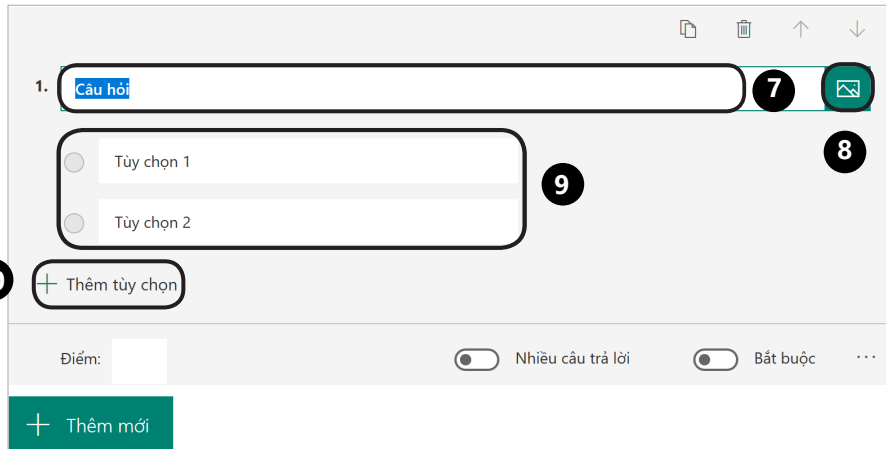 1. Câu hỏi 7
8
Tùy chọn 1
9
Tùy chọn 2
Thêm tùy chọn
Điểm: Nhiều câu trả lời Bắt buộc ...
Thêm mới